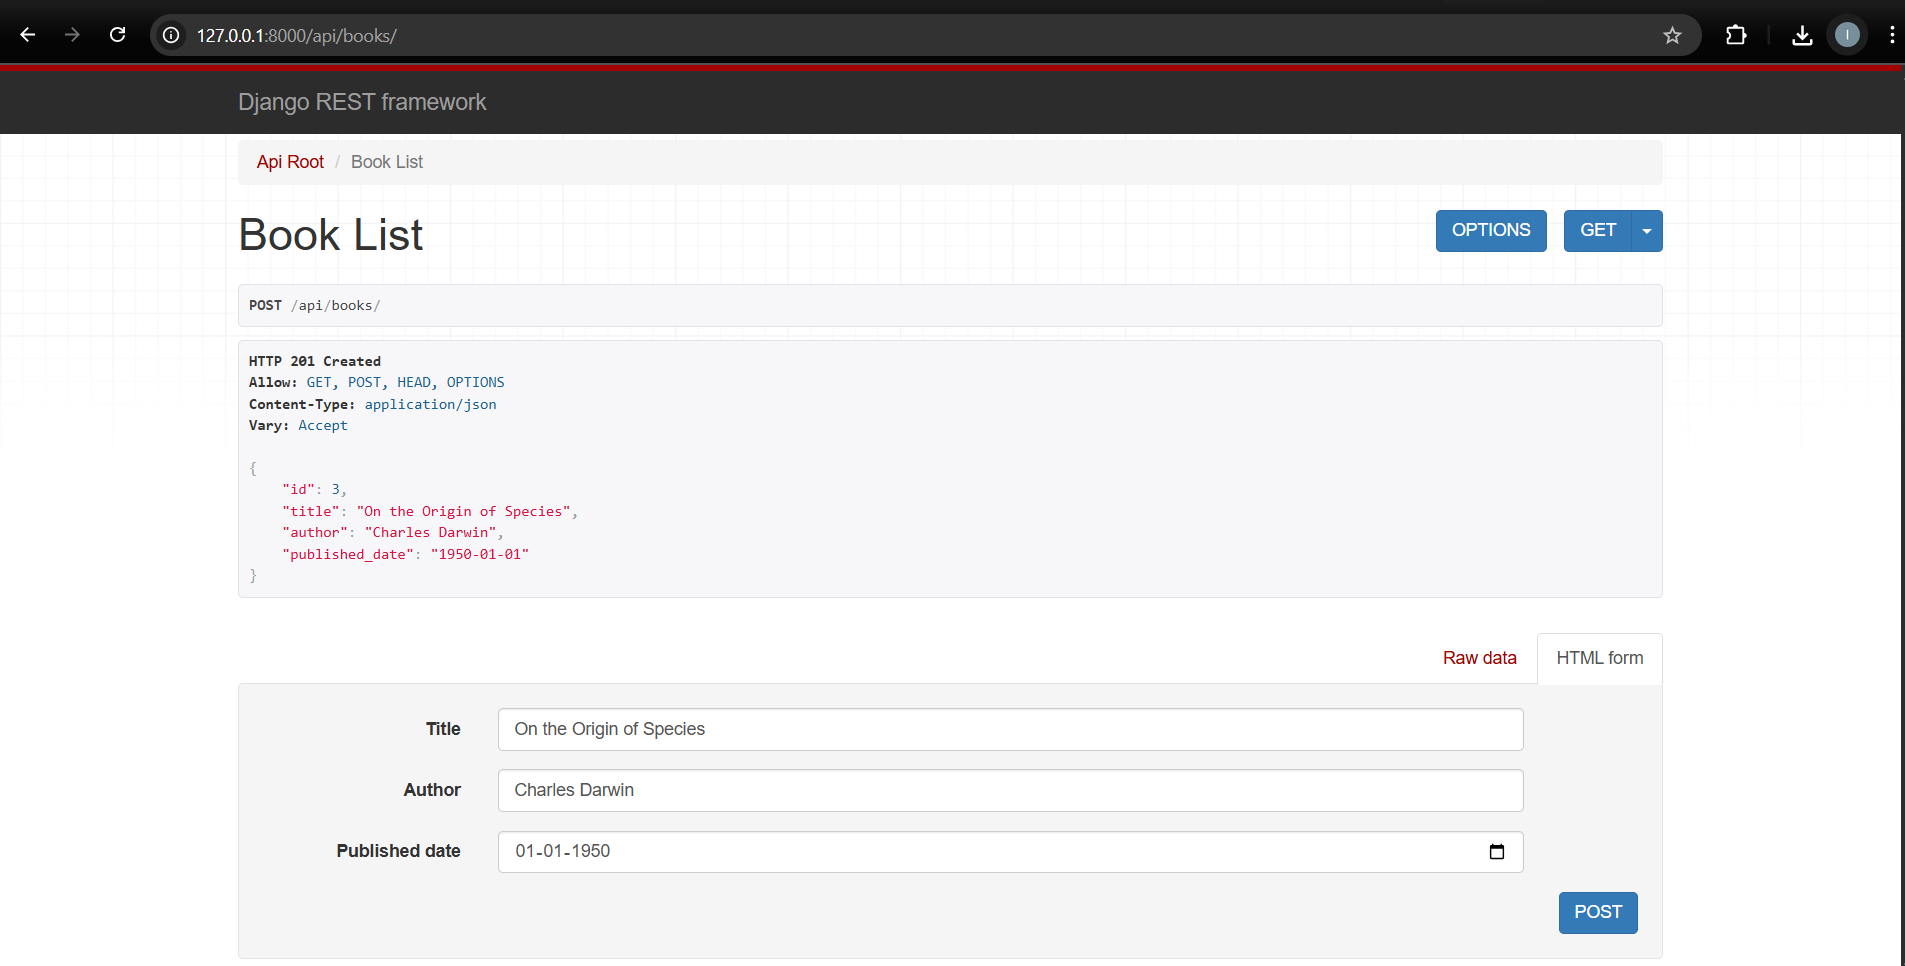 127.0.0.1:8000/api/books/
I
Django REST framework
Api Root / Book List
Book List
OPTIONS GET
POST /api/books/
HTTP 201 Created
Allow: GET, POST, HEAD, OPTIONS
Content-Type: application/json
Vary: Accept
{
"id": 3,
"title": "On the Origin of Species",
"author": "Charles Darwin",
"published_date": "1950-01-01"
}
Raw data HTML form
Title On the Origin of Species
Author Charles Darwin
Published date 01-01-1950
POST